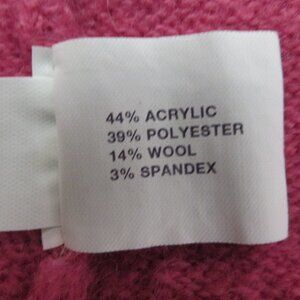 44% ACRYLIC
39% POLYESTER
14% WOOL
3% SPANDEX